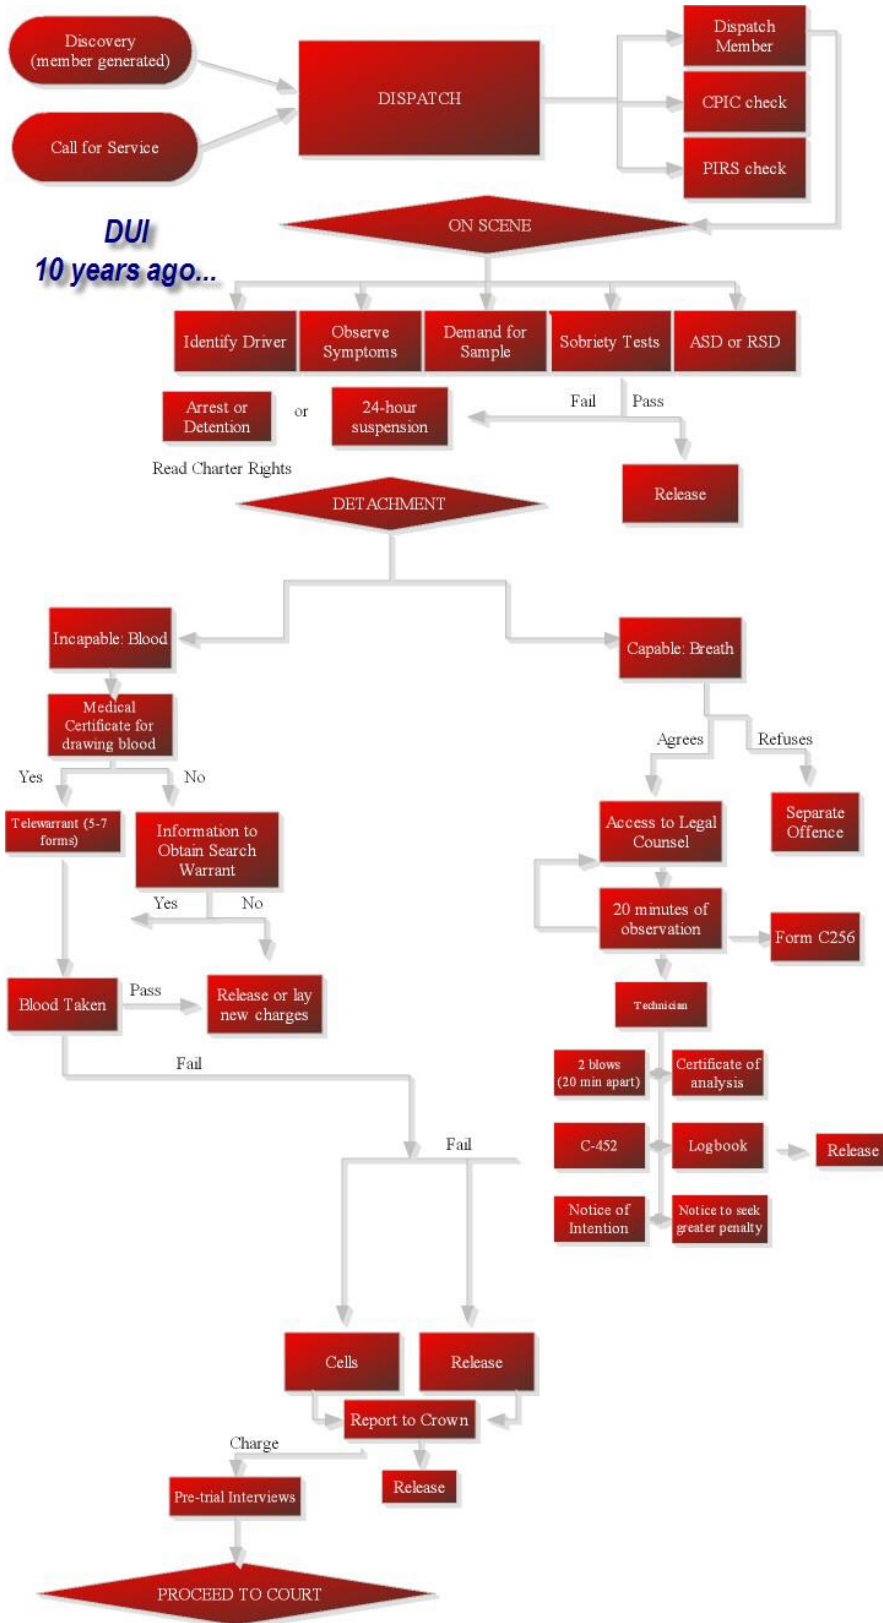 Discovery
(member generated)
Call for Service
DISPATCH
Dispatch
Member
CPIC check
PIRS check
DUI
10 years ago...
ON SCENE
Identify Driver
Observe
Symptoms
Demand for
Sample
Sobriety Tests
ASD or RSD
Arrest or
Detention
or
24-hour
suspension
Fail
Pass
Read Charter Rights
Release
DETACHMENT
Incapable: Blood
Capable: Breath
Medical
Certificate for
drawing blood
Yes
No
Agrees
Refuses
Telewarrant (5-7
forms)
Information to
Obtain Search
Warrant
Access to Legal
Counsel
Separate
Offence
Yes
No
20 minutes of
observation
Form C256
Blood Taken
Pass
Release or lay
new charges
Technician
Fail
2 blows
(20 min apart)
Certificate of
analysis
Fail
C-452
Logbook
Release
Notice of
Intention
Notice to seek
greater penalty
Cells
Release
Report to Crown
Charge
Release
Pre-trial Interviews
PROCEED TO COURT